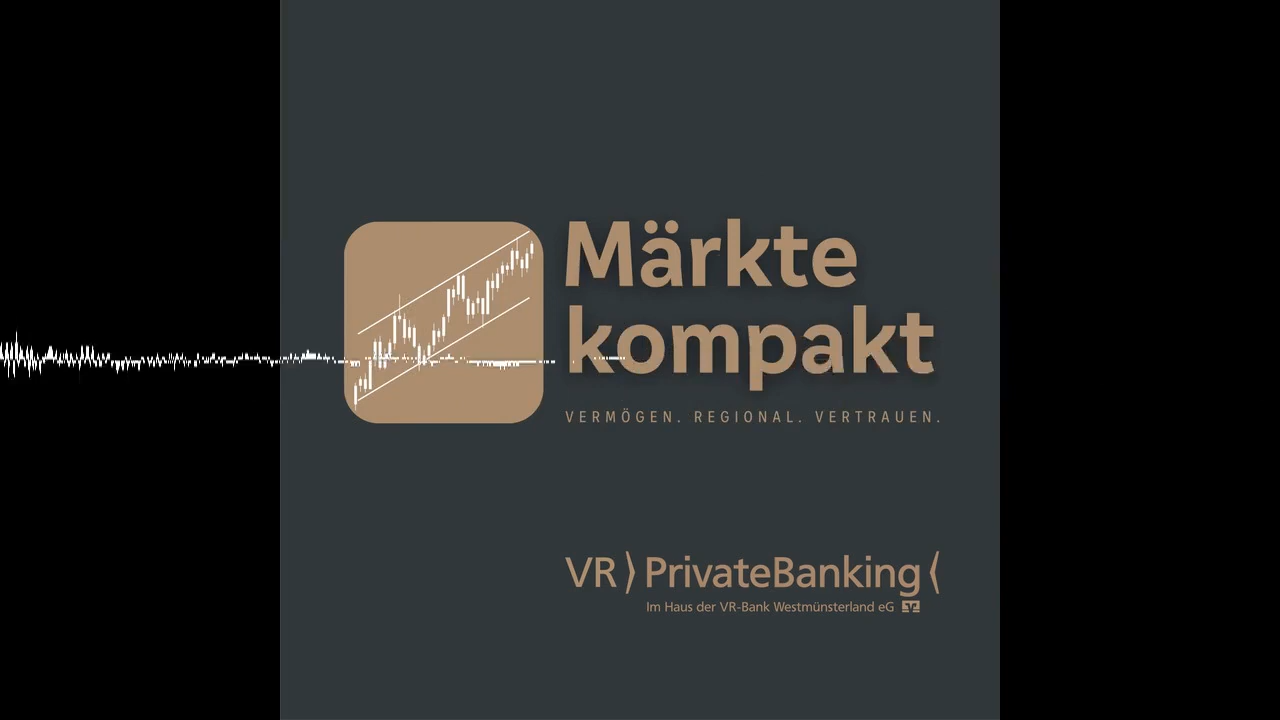 Märkte
kompakt
VERMÖGEN. REGIONAL. VERTRAUEN.
VR⟩PrivateBanking⟨
Im Haus der VR-Bank Westmünsterland eG